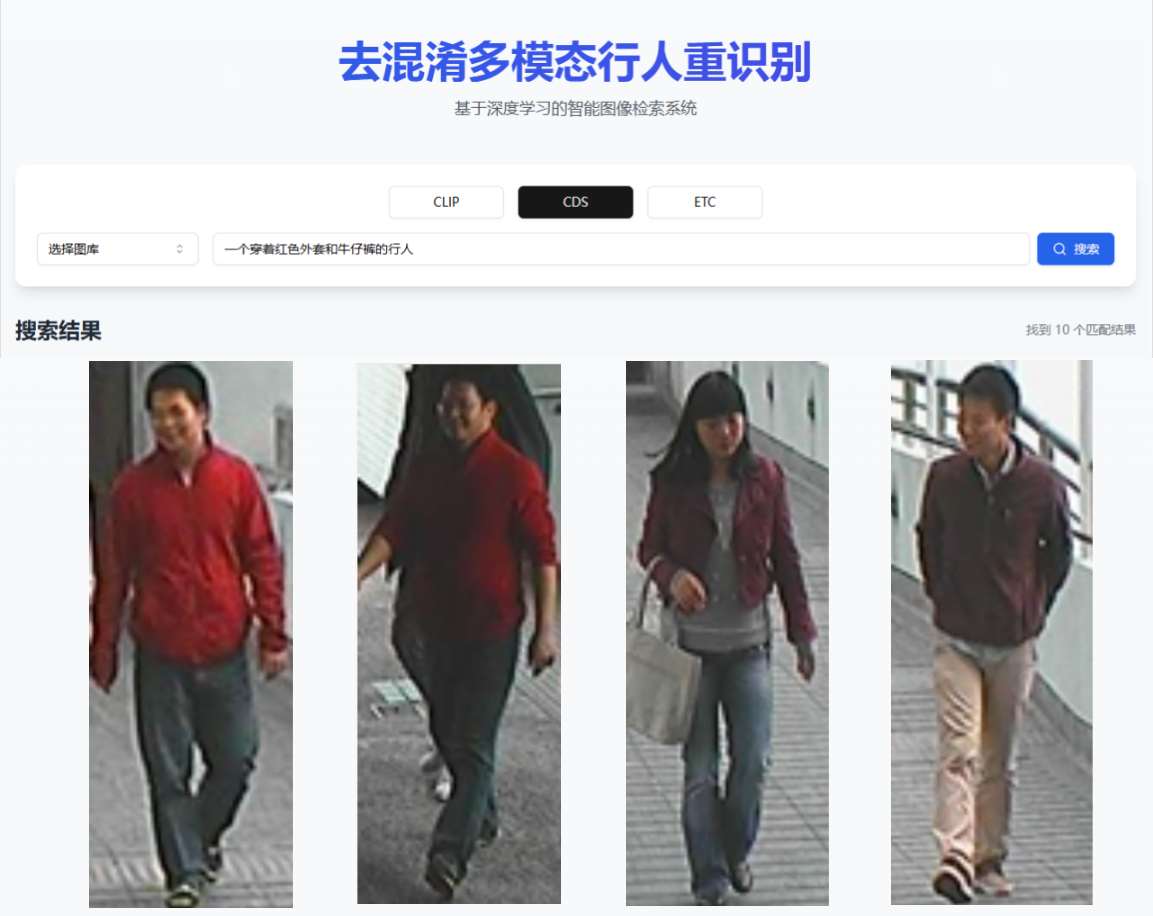 去混淆多模态行人重识别
基于深度学习的智能图像检索系统
CLIP
CDS
ETC
选择图库
一个穿着红色外套和牛仔裤的行人
搜索
搜索结果
找到 10 个匹配结果